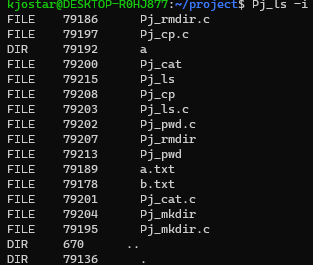 kjostar@DESKTOP-R0HJ877:~/project$ Pj_ls -i
FILE 79186 Pj_rmdir.c
FILE 79197 Pj_cp.c
DIR 79192 a
FILE 79200 Pj_cat
FILE 79215 Pj_ls
FILE 79208 Pj_cp
FILE 79203 Pj_ls.c
FILE 79202 Pj_pwd.c
FILE 79207 Pj_rmdir
FILE 79213 Pj_pwd
FILE 79189 a.txt
FILE 79178 b.txt
FILE 79201 Pj_cat.c
FILE 79204 Pj_mkdir
FILE 79195 Pj_mkdir.c
DIR 670 ..
DIR 79136 .